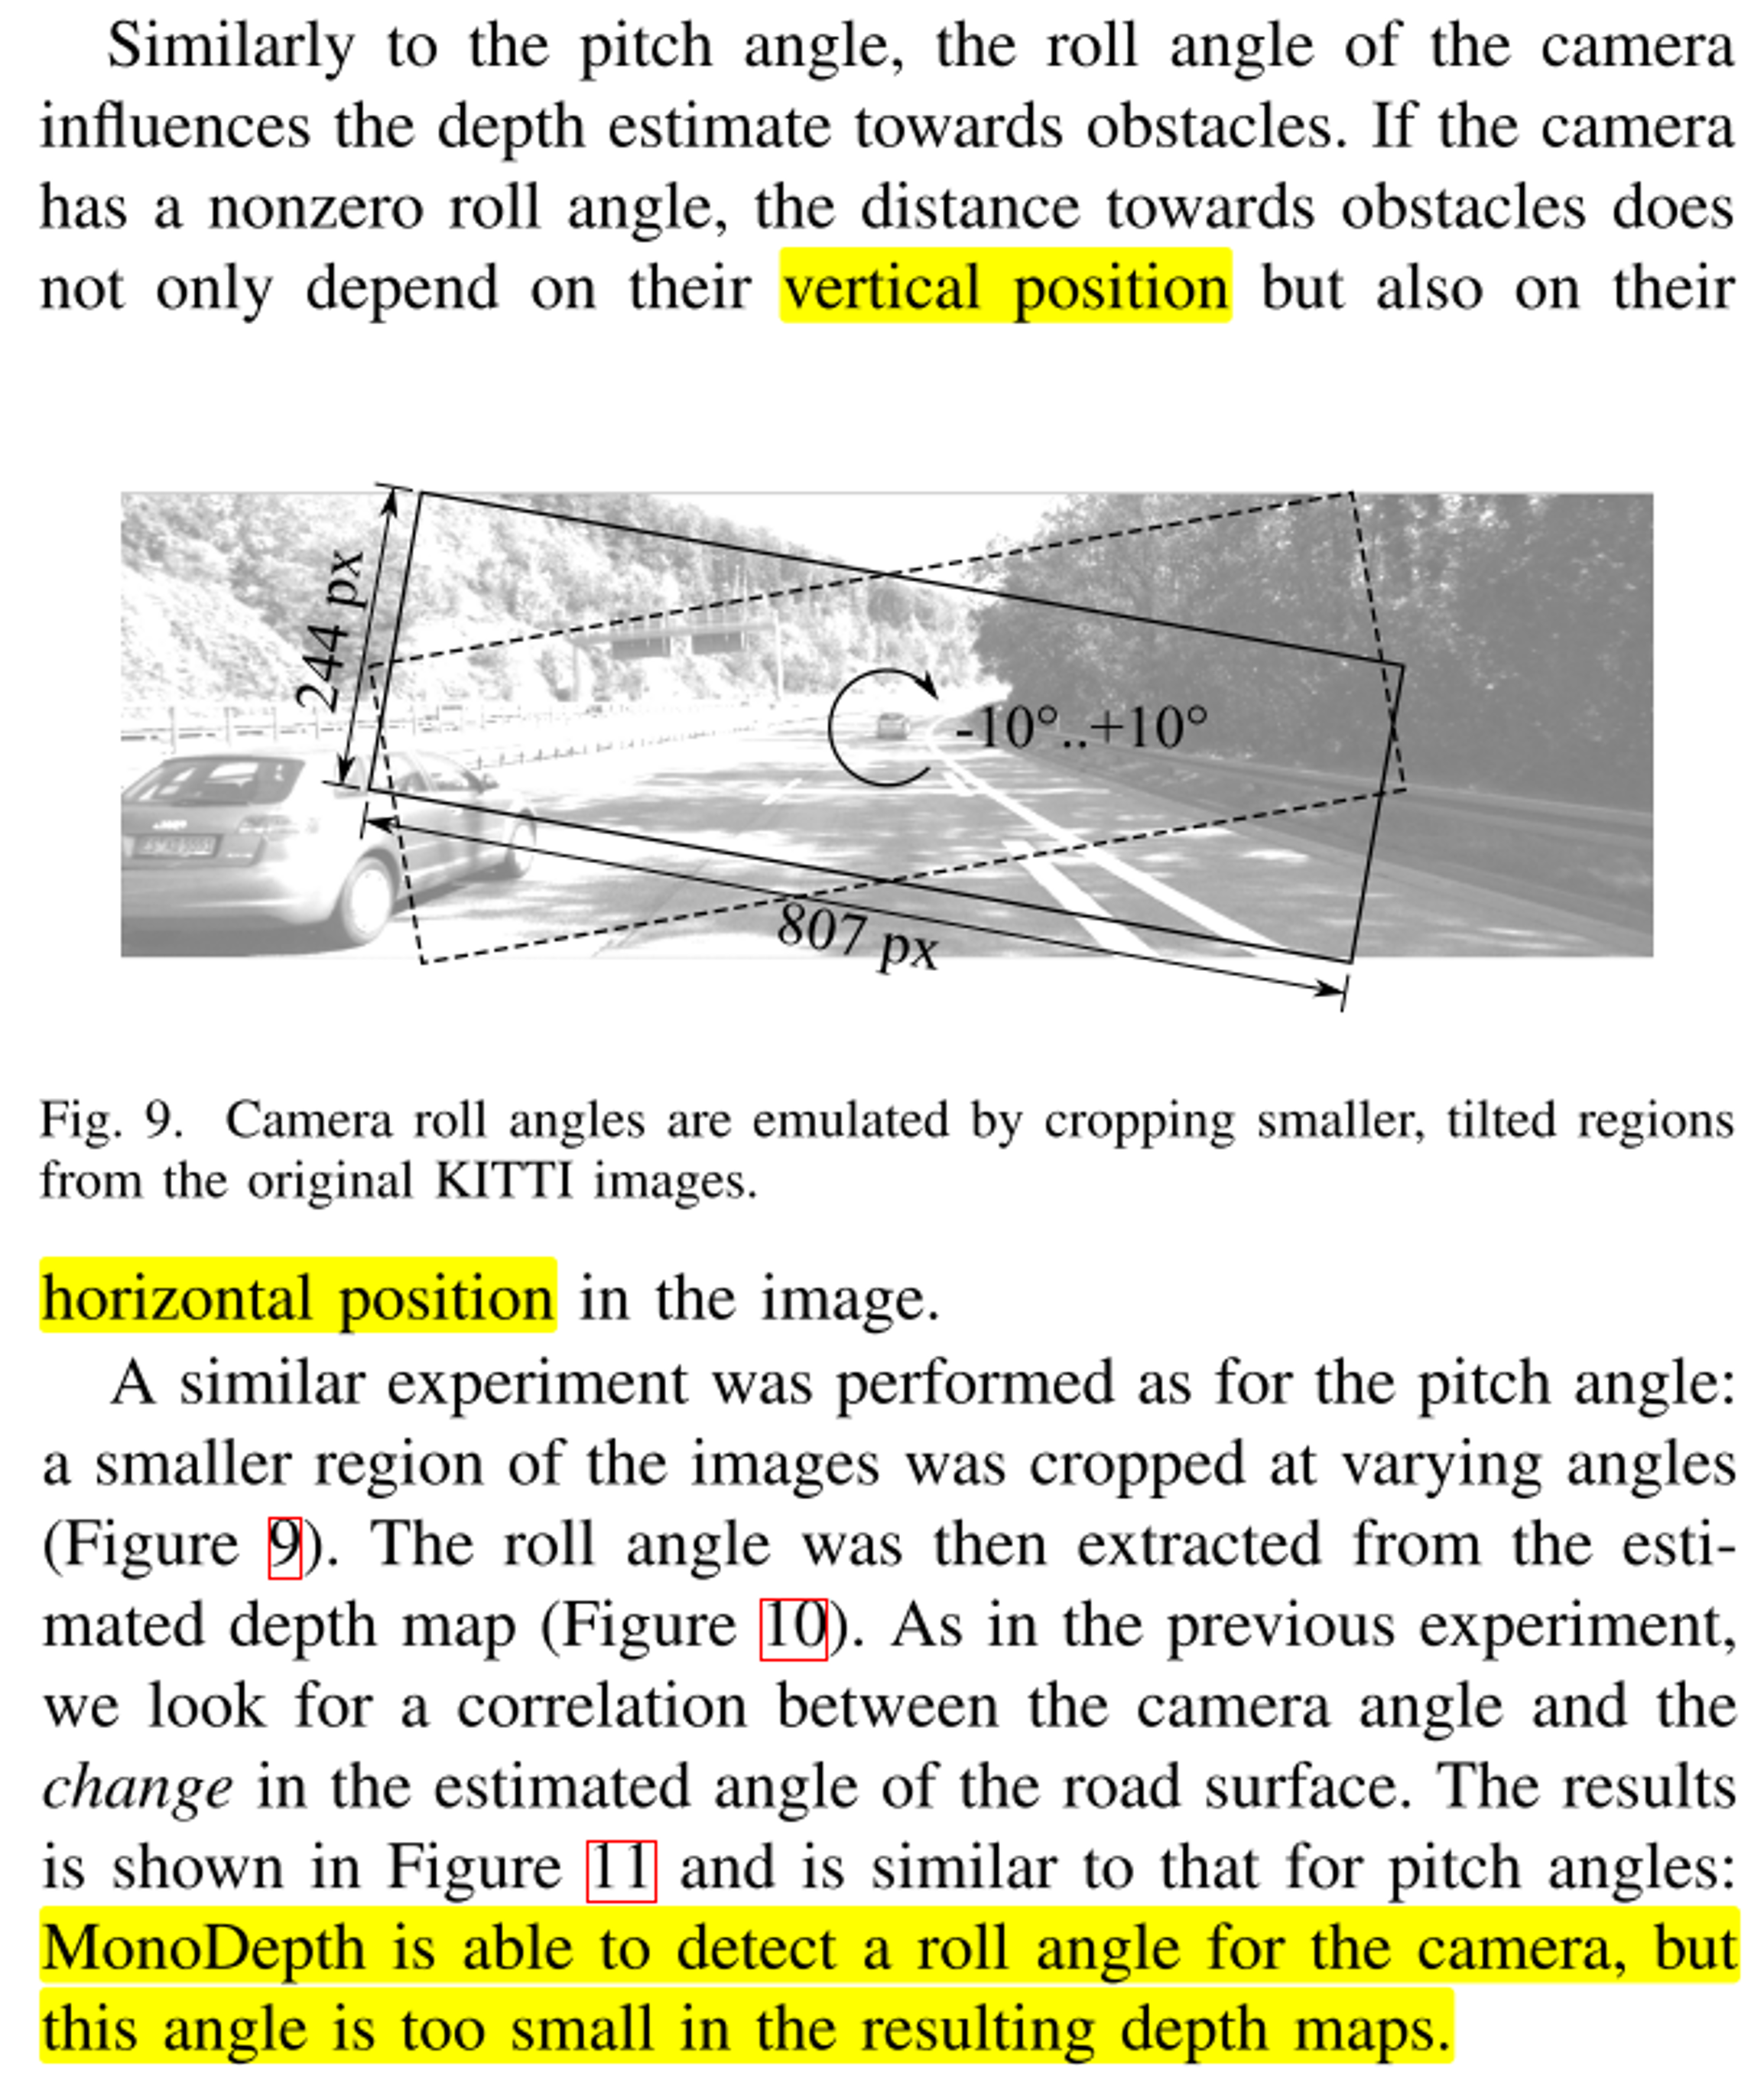 Similarly to the pitch angle, the roll angle of the camera
influences the depth estimate towards obstacles. If the camera
has a nonzero roll angle, the distance towards obstacles does
not only depend on their vertical position but also on their
244 px
-10°..+10°
807 px
Fig. 9. Camera roll angles are emulated by cropping smaller, tilted regions
from the original KITTI images.
horizontal position in the image.
A similar experiment was performed as for the pitch angle:
a smaller region of the images was cropped at varying angles
(Figure 9). The roll angle was then extracted from the esti-
mated depth map (Figure 10). As in the previous experiment,
we look for a correlation between the camera angle and the
change in the estimated angle of the road surface. The results
is shown in Figure 11 and is similar to that for pitch angles:
MonoDepth is able to detect a roll angle for the camera, but
this angle is too small in the resulting depth maps.